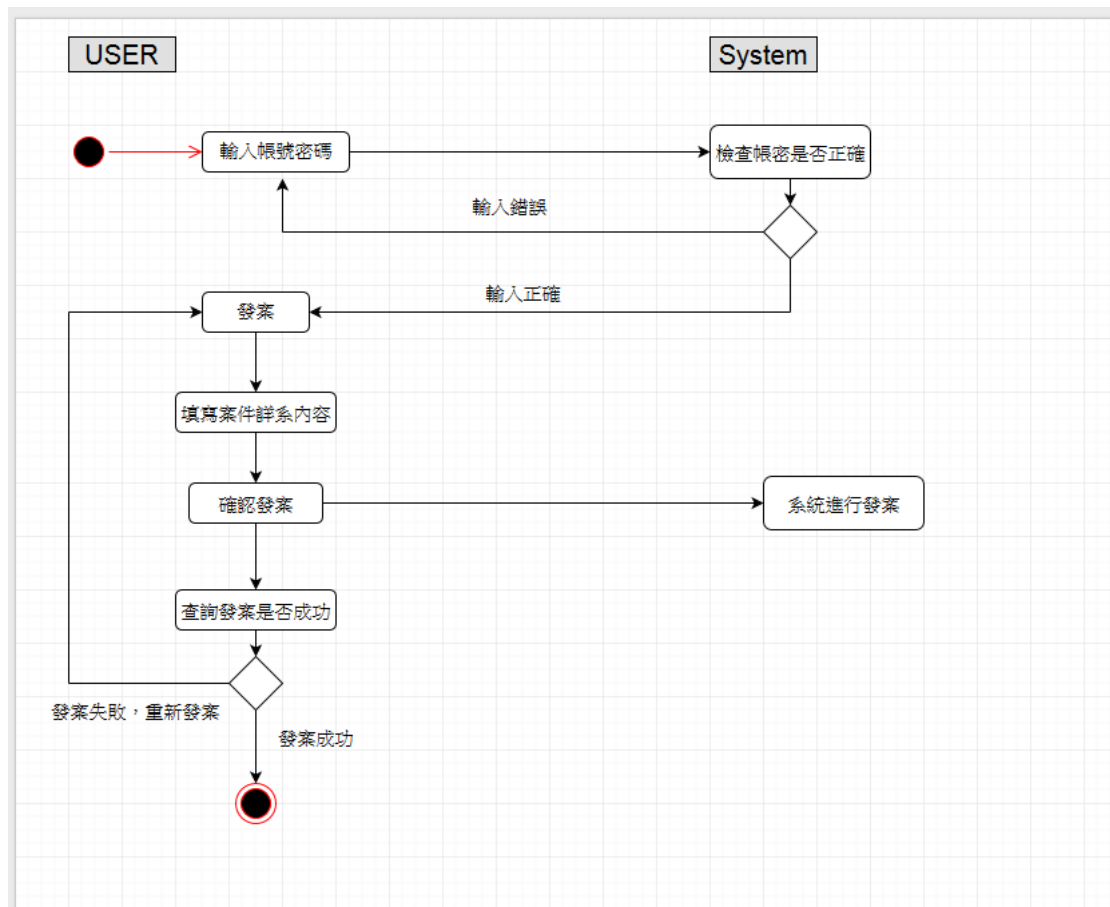 USER
System
輸入帳號密碼
檢查帳密是否正確
輸入錯誤
輸入正確
發案
填寫案件詳系內容
確認發案
系統進行發案
查詢發案是否成功
發案失敗，重新發案
發案成功